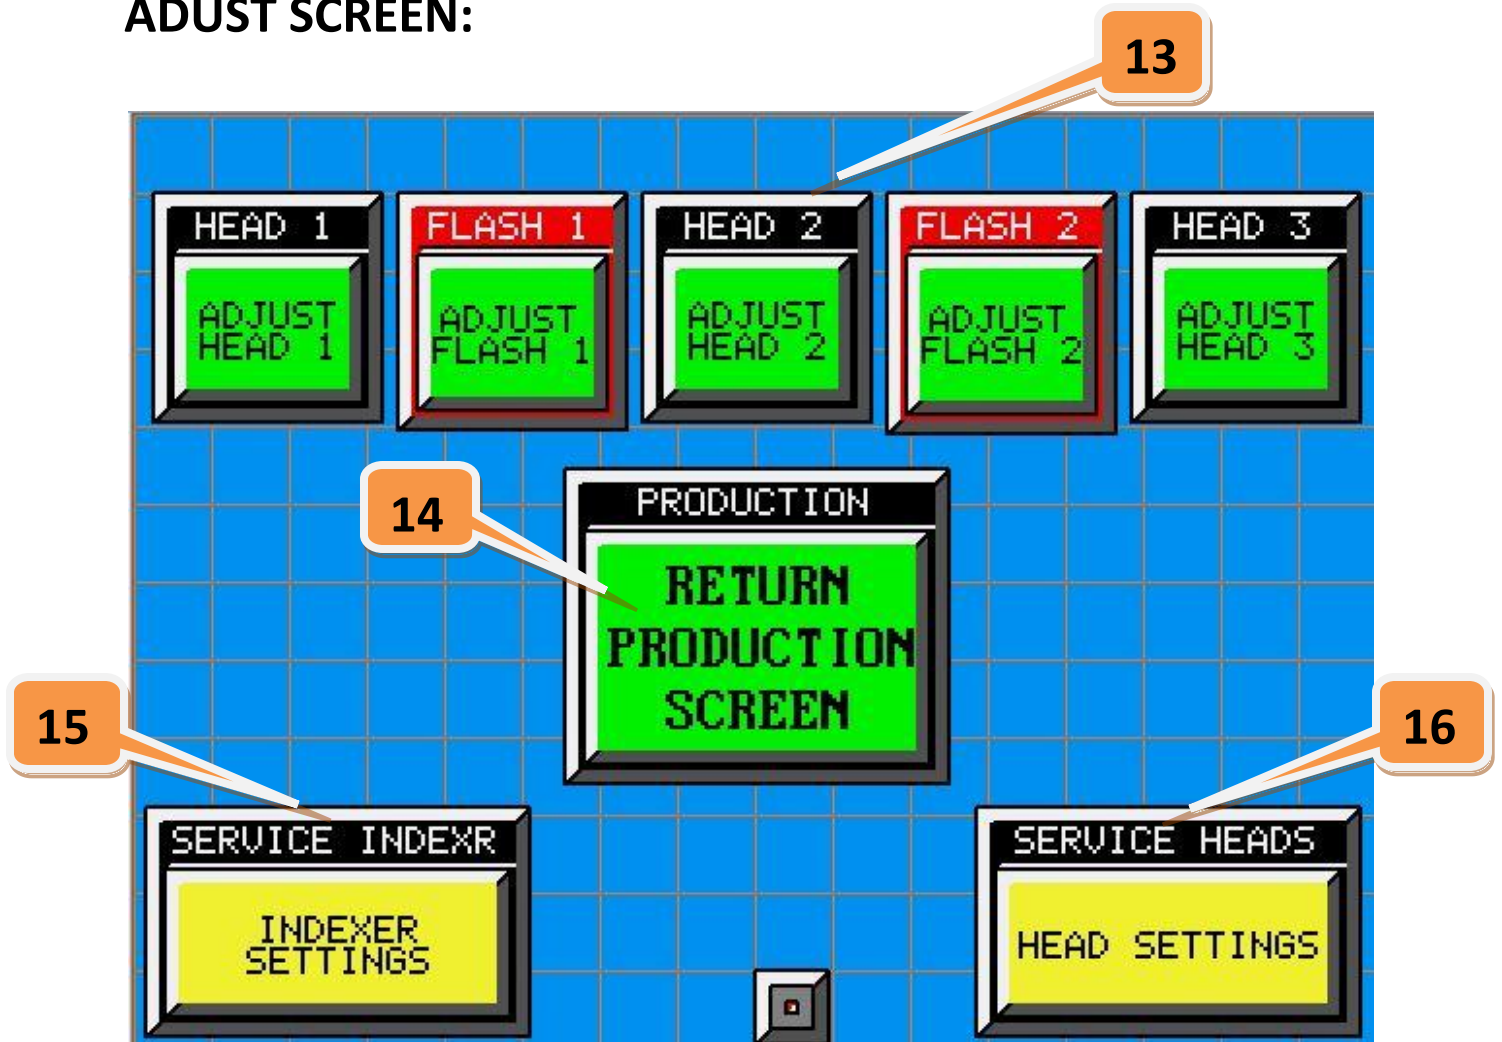 ADUST SCREEN:
13
HEAD 1
FLASH 1
HEAD 2
FLASH 2
HEAD 3
ADJUST
HEAD 1
ADJUST
FLASH 1
ADJUST
HEAD 2
ADJUST
FLASH 2
ADJUST
HEAD 3
14
PRODUCTION
RETURN
PRODUCTION
SCREEN
15
16
SERVICE INDEXR
INDEXER
SETTINGS
SERVICE HEADS
HEAD SETTINGS